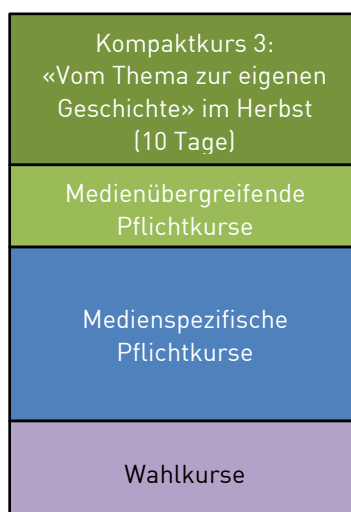 Kompaktkurs 3:
«Vom Thema zur eigenen
Geschichte» im Herbst
(10 Tage)
Medienübergreifende
Pflichtkurse
Medienspezifische
Pflichtkurse
Wahlkurse